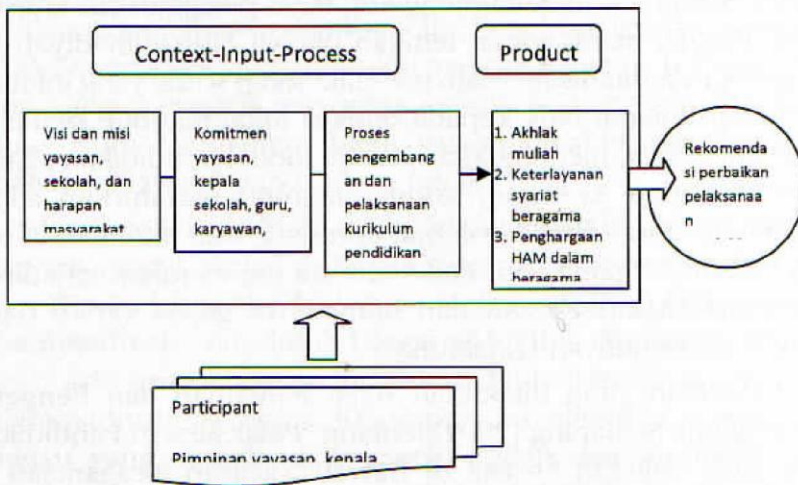 Context-Input-Process
Product
Visi dan misi
yayasan,
sekolah, dan
harapan
masyarakat
Komitmen
yayasan,
kepala
sekolah, guru,
karyawan,
Proses
pengembang
an dan
pelaksanaan
kurikulum
pendidikan
1. Akhlak
mulian
2. Keterlayanan
syariat
beragama
3. Penghargaan
HAM dalam
beragama
Rekomenda
si perbaikan
pelaksanaa
n
Participant
Pimpinan yayasan, kepala